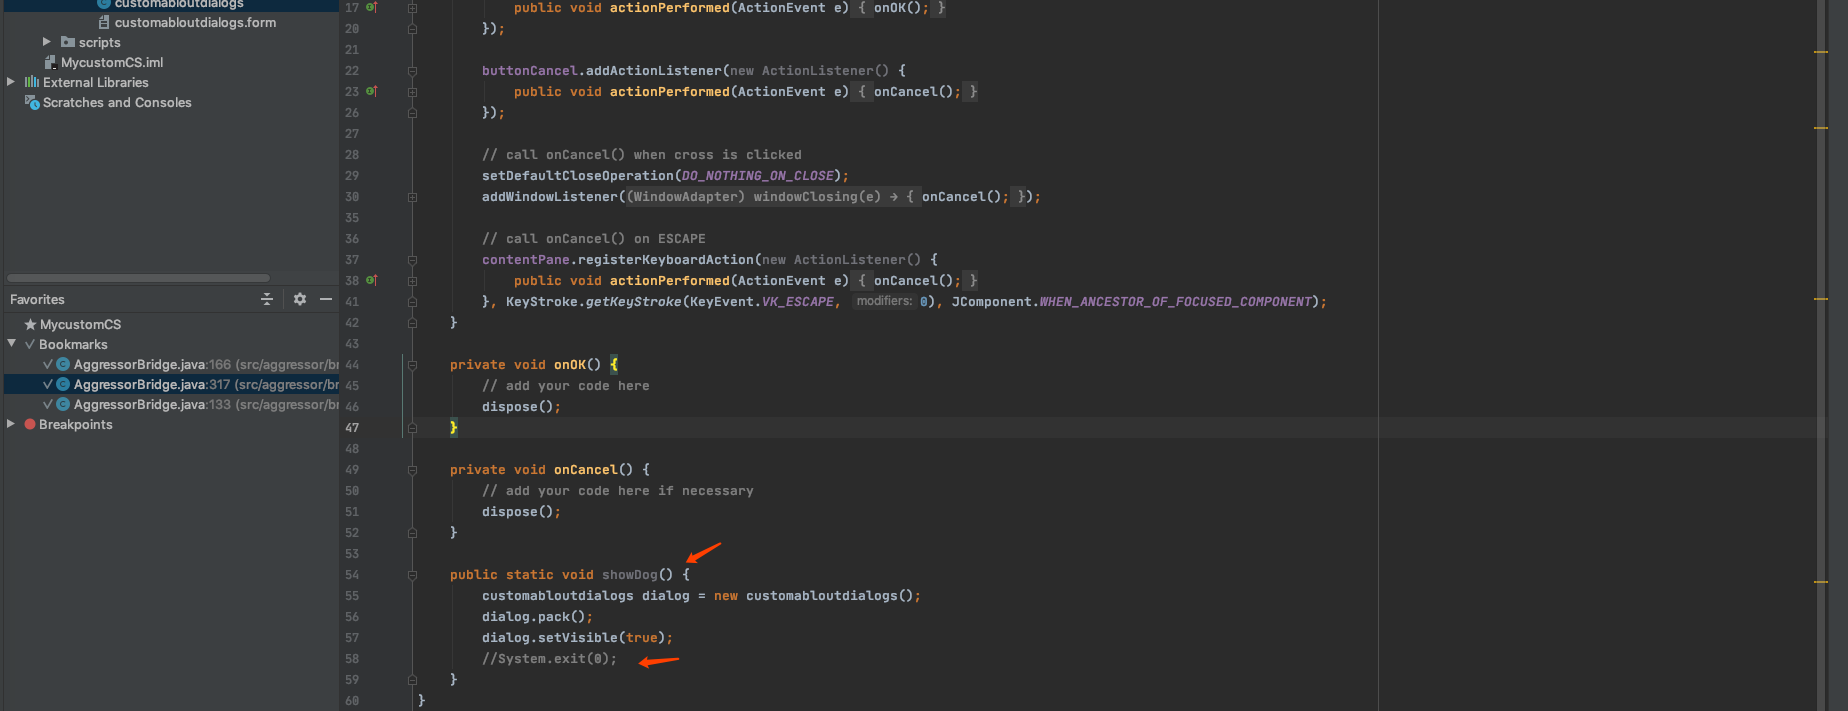 customabloutdialogs
customabloutdialogs.form
scripts
MycustomCS.iml
External Libraries
Scratches and Consoles
Favorites
MycustomCS
Bookmarks
AggressorBridge.java:166 (src/aggressor/br
AggressorBridge.java:317 (src/aggressor/br
AggressorBridge.java:133 (src/aggressor/br
Breakpoints
17 public void actionPerformed(ActionEvent e) { onOK(); }
20 });
21
22 buttonCancel.addActionListener(new ActionListener() {
23 public void actionPerformed(ActionEvent e) { onCancel(); }
26 });
27
28 // call onCancel() when cross is clicked
29 setDefaultCloseOperation(DO_NOTHING_ON_CLOSE);
30 addWindowListener((WindowAdapter) windowClosing(e) → { onCancel(); });
35
36 // call onCancel() on ESCAPE
37 contentPane.registerKeyboardAction(new ActionListener() {
38 public void actionPerformed(ActionEvent e) { onCancel(); }
41 }, KeyStroke.getKeyStroke(KeyEvent.VK_ESCAPE, modifiers: 0), JComponent.WHEN_ANCESTOR_OF_FOCUSED_COMPONENT);
42 }
43
44 private void onOK() {
45 // add your code here
46 dispose();
47 }
48
49 private void onCancel() {
50 // add your code here if necessary
51 dispose();
52 }
53
54 public static void showDog() {
55 customabloutdialogs dialog = new customabloutdialogs();
56 dialog.pack();
57 dialog.setVisible(true);
58 //System.exit(0);
59 }
60 }